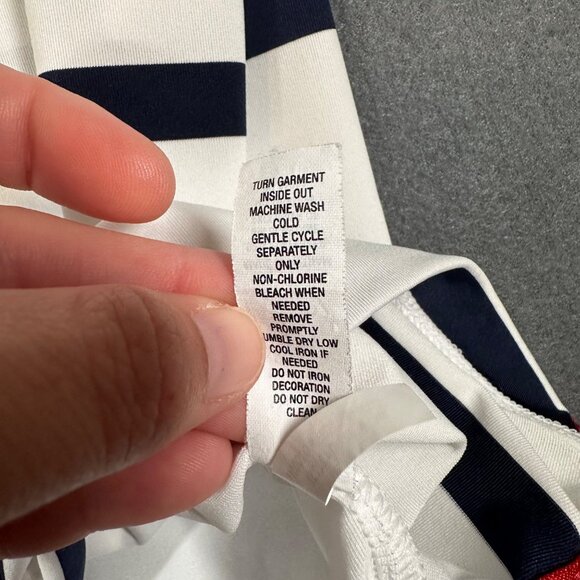 TURN GARMENT
INSIDE OUT
MACHINE WASH
COLD
GENTLE CYCLE
SEPARATELY
ONLY
NON-CHLORINE
BLEACH WHEN
NEEDED
REMOVE
PROMPTLY
UMBLE DRY LOW
COOL IRON IF
NEEDED
DO NOT IRON
DECORATION
DO NOT DRY
CLEAN